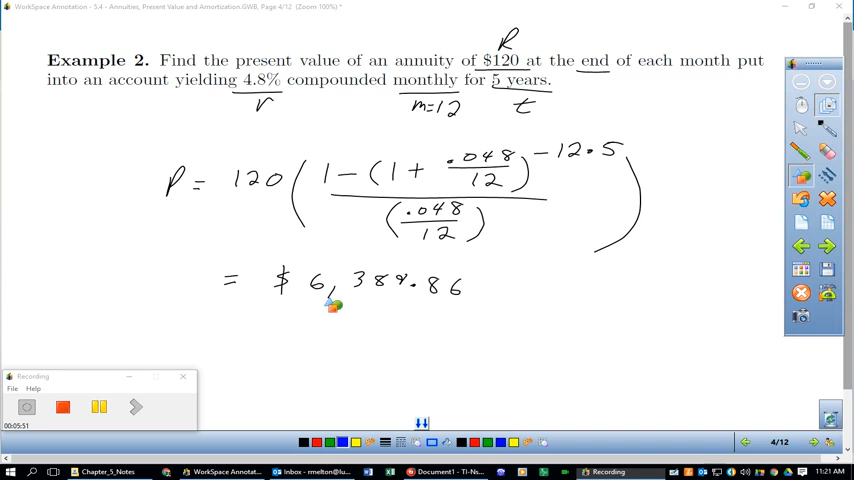 WorkSpace Annotation - 5.4 - Annuities, Present Value and Amortization.GWB, Page 4/12 (Zoom 100%) *
R
Example 2. Find the present value of an annuity of $120 at the end of each month put
into an account yielding 4.8% compounded monthly for 5 years.
r m=12 t
P = 120 ( 1 - (1 + .048/12)^-12·5 / (.048/12) )
= $ 6,389.86
Recording
File Help
00:05:51
4/12
Chapter_5_Notes
WorkSpace Annotat...
Inbox - rmelton@lu...
Document1 - TI-Ns...
Recording
11:21 AM